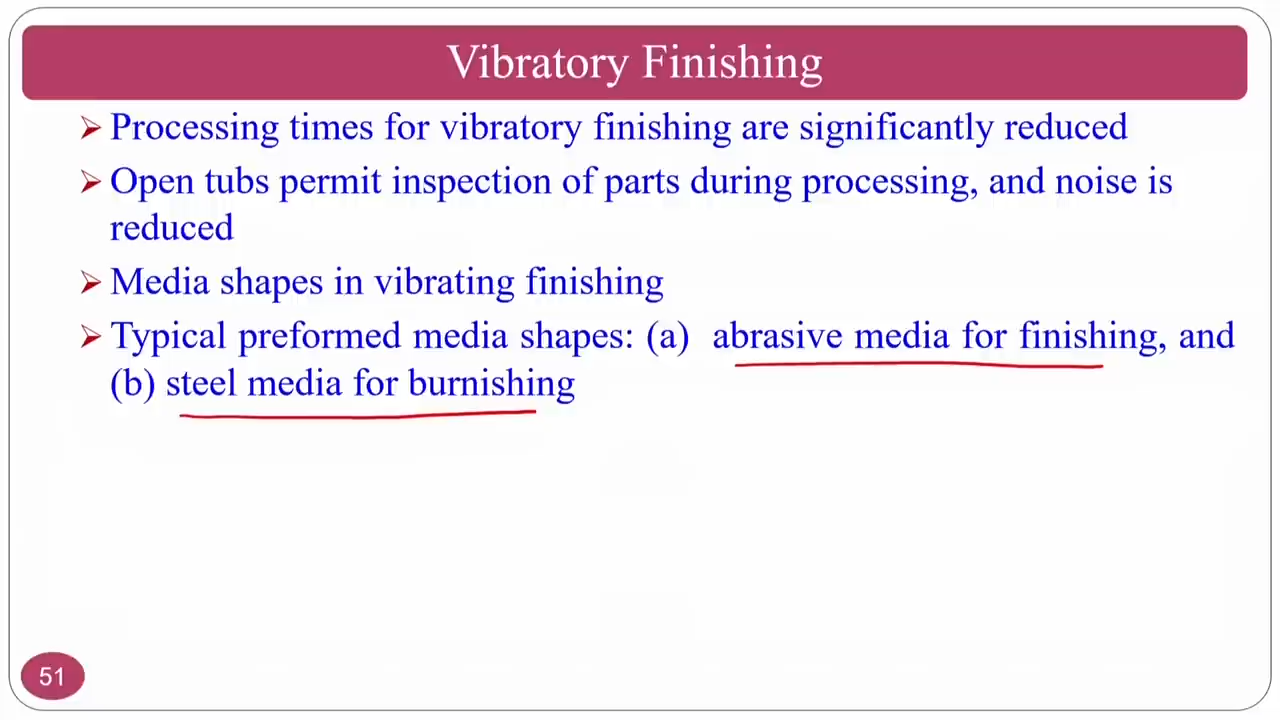 Vibratory Finishing
Processing times for vibratory finishing are significantly reduced
Open tubs permit inspection of parts during processing, and noise is
reduced
Media shapes in vibrating finishing
Typical preformed media shapes: (a) abrasive media for finishing, and
(b) steel media for burnishing
51